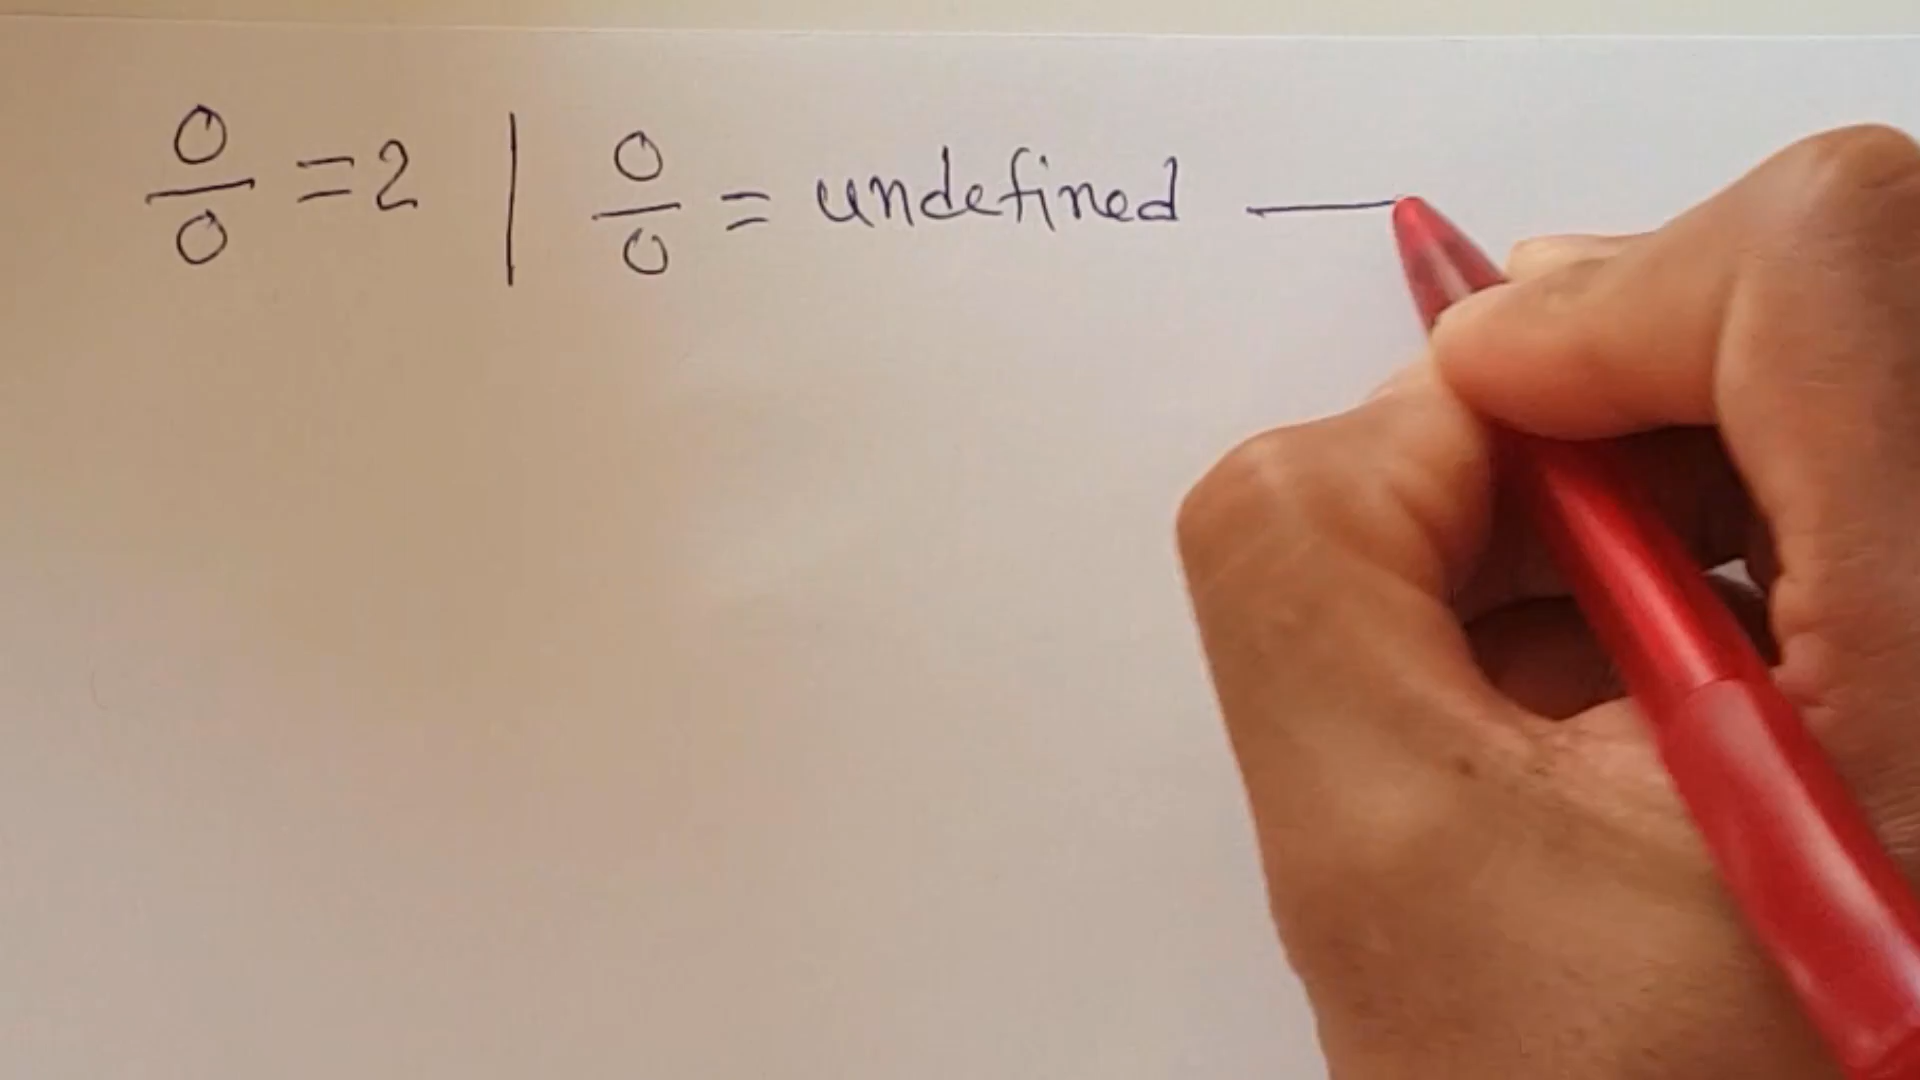 0/0 = 2 | 0/0 = undefined —